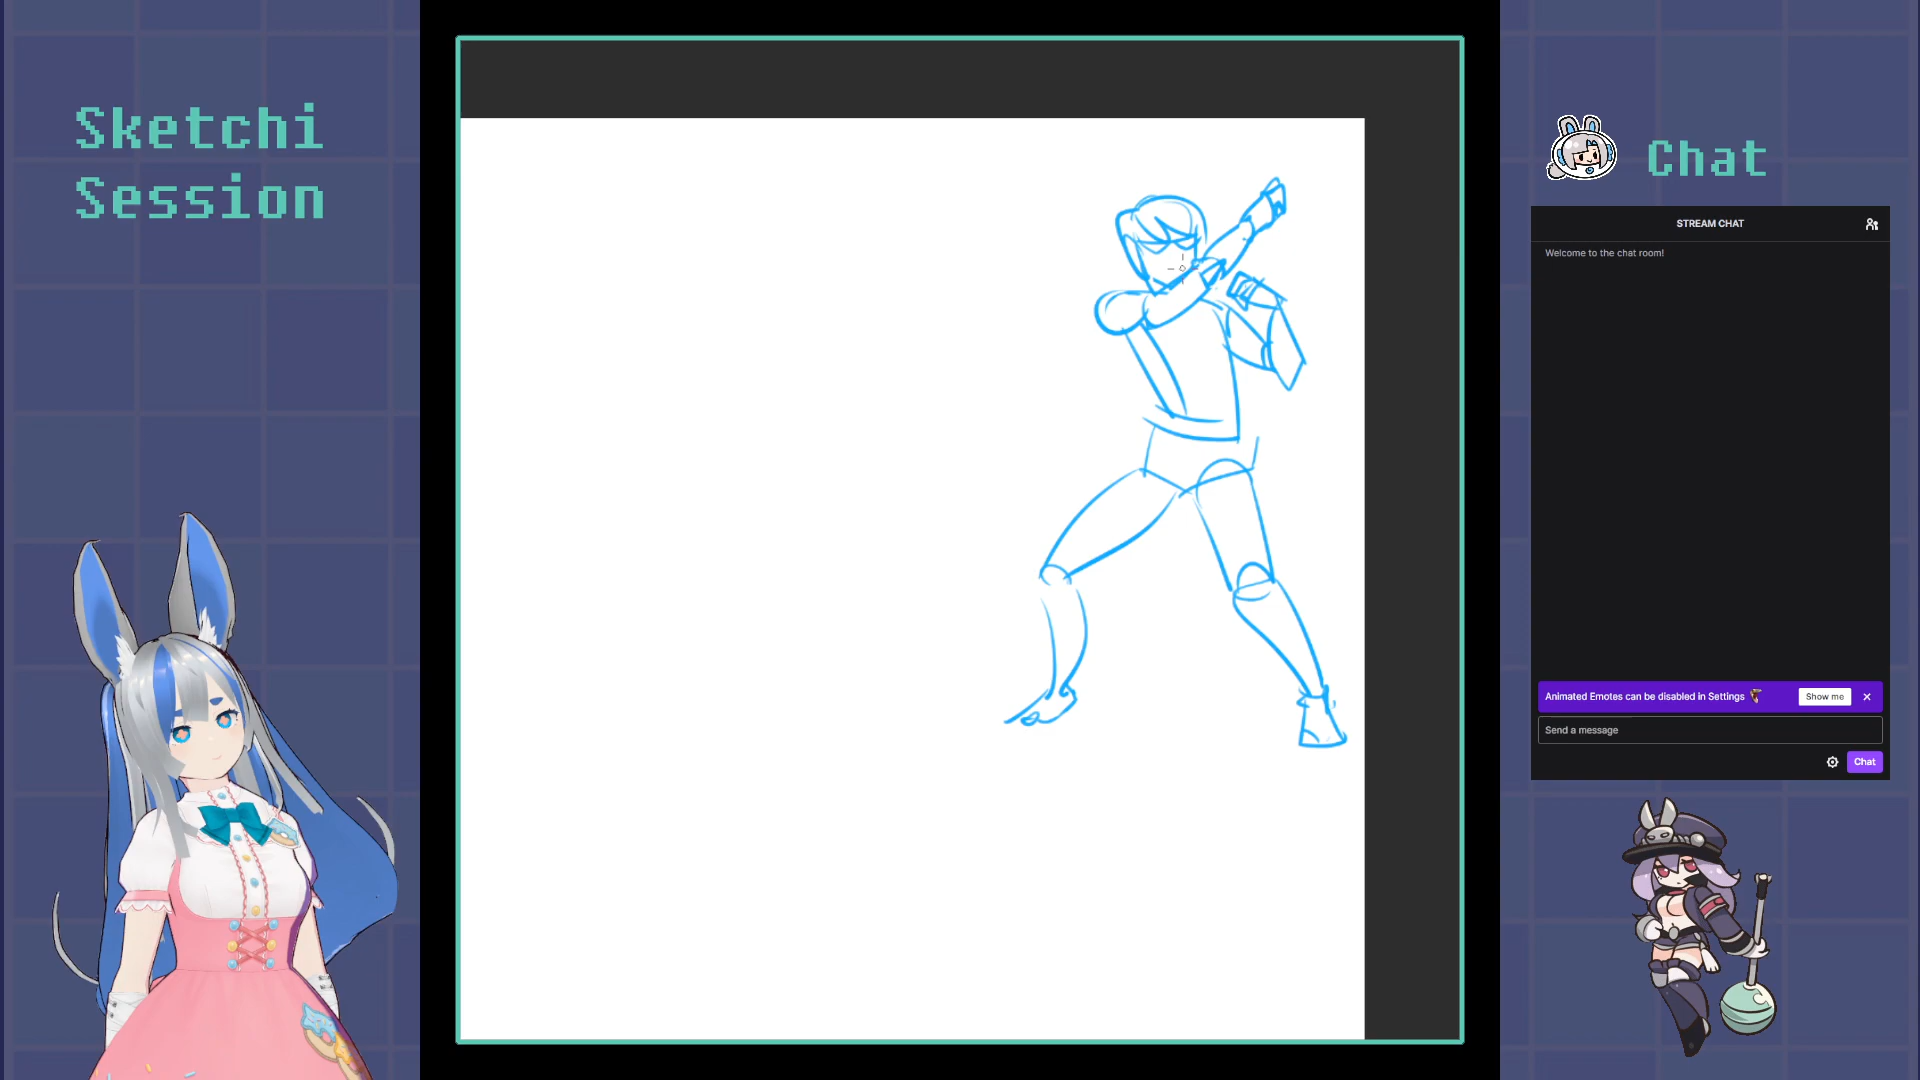 Sketchi
Session
Chat
STREAM CHAT
Welcome to the chat room!
Animated Emotes can be disabled in Settings
Show me
Send a message
Chat